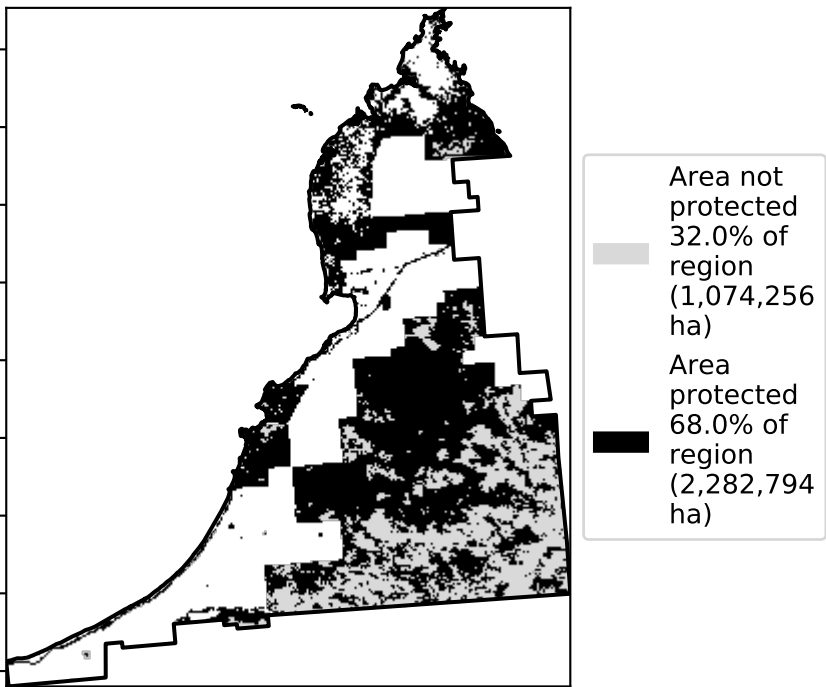 Area not
protected
32.0% of
region
(1,074,256
ha)
Area
protected
68.0% of
region
(2,282,794
ha)